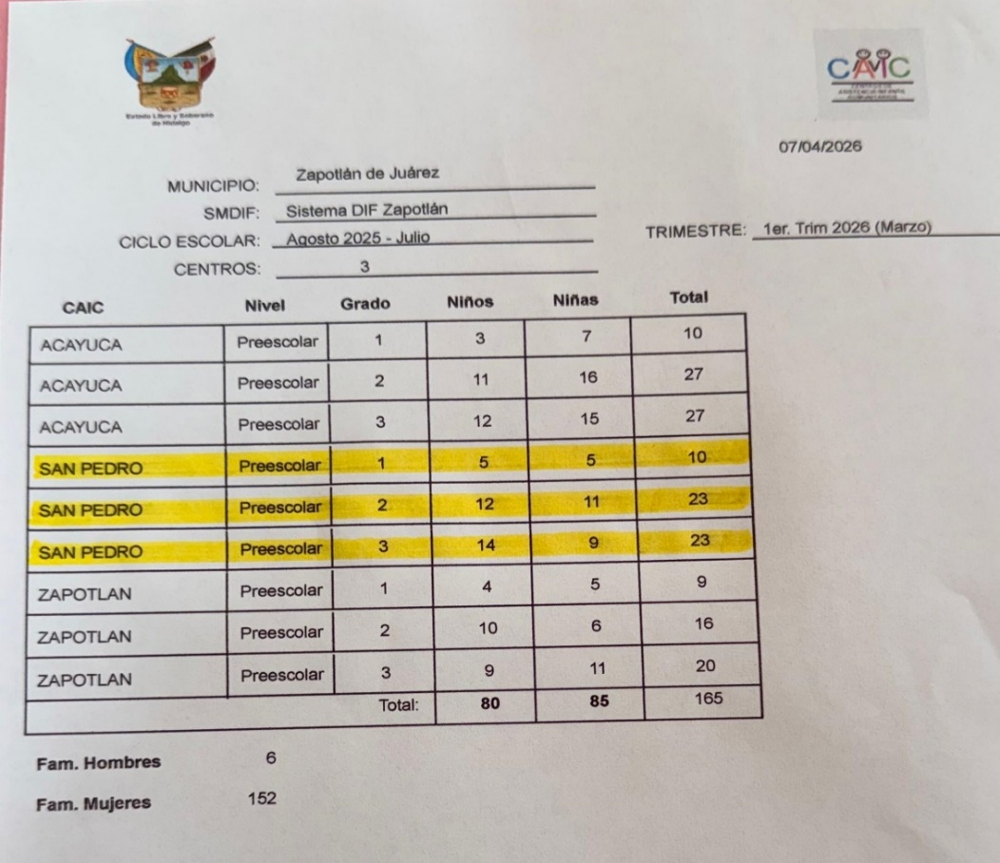 Estado Libre y Soberano
de Hidalgo
CAIC
CENTROS DE
ASISTENCIA INFANTIL
COMUNITARIOS
07/04/2026
MUNICIPIO: Zapotlán de Juárez
SMDIF: Sistema DIF Zapotlán
CICLO ESCOLAR: Agosto 2025 - Julio
TRIMESTRE: 1er. Trim 2026 (Marzo)
CENTROS: 3
CAIC Nivel Grado Niños Niñas Total
ACAYUCA Preescolar 1 3 7 10
ACAYUCA Preescolar 2 11 16 27
ACAYUCA Preescolar 3 12 15 27
SAN PEDRO Preescolar 1 5 5 10
SAN PEDRO Preescolar 2 12 11 23
SAN PEDRO Preescolar 3 14 9 23
ZAPOTLAN Preescolar 1 4 5 9
ZAPOTLAN Preescolar 2 10 6 16
ZAPOTLAN Preescolar 3 9 11 20
Total: 80 85 165
Fam. Hombres 6
Fam. Mujeres 152